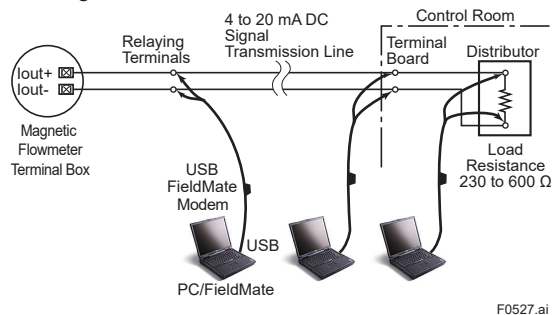 Control Room
4 to 20 mA DC
Signal
Transmission Line
Relaying
Terminals
Terminal
Board
Distributor
Iout+
Iout-
Magnetic
Flowmeter
Terminal Box
Load
Resistance
230 to 600 Ω
USB
FieldMate
Modem
USB
PC/FieldMate
F0527.ai